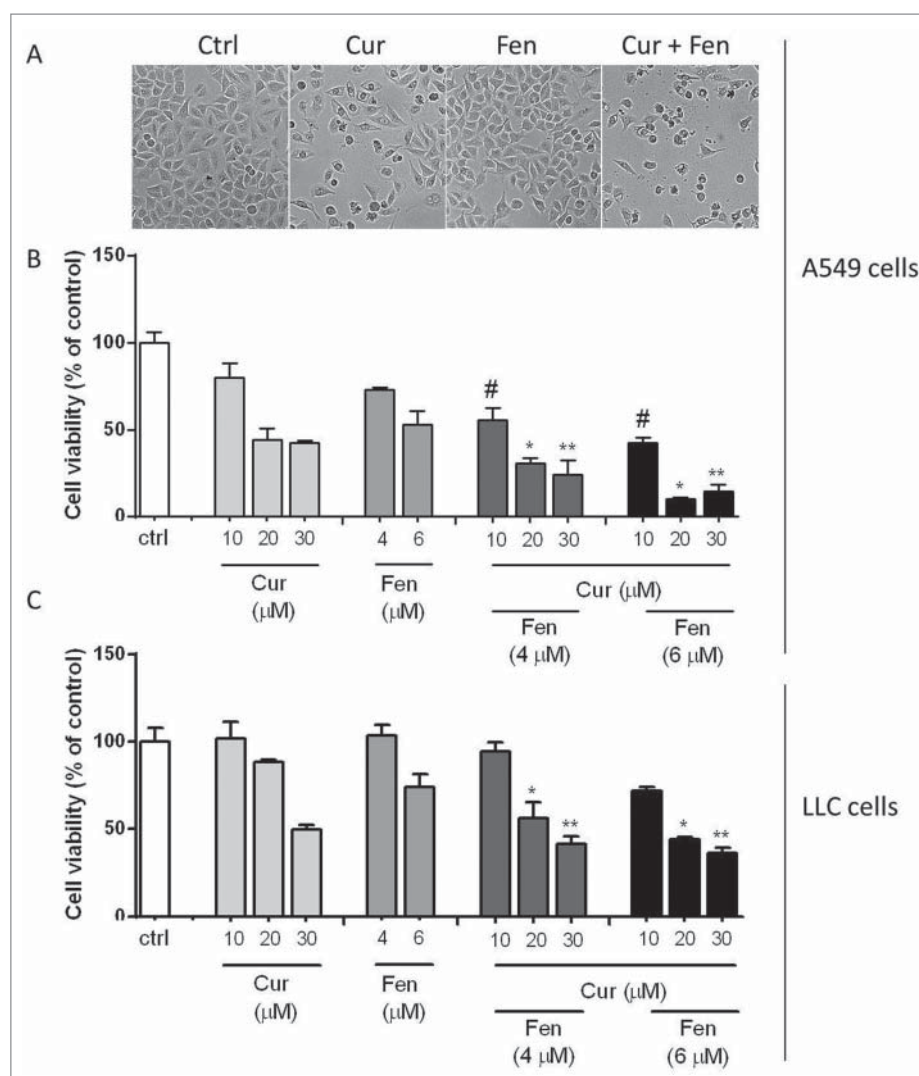 A
Ctrl Cur Fen Cur + Fen
B
Cell viability (% of control)
150
100
50
0
#
* **
#
* **
ctrl 10 20 30 4 6 10 20 30 10 20 30
Cur Fen Cur (μM)
(μM) (μM)
Fen Fen
(4 μM) (6 μM)
A549 cells
C
Cell viability (% of control)
150
100
50
0
* **
* **
ctrl 10 20 30 4 6 10 20 30 10 20 30
Cur Fen Cur (μM)
(μM) (μM)
Fen Fen
(4 μM) (6 μM)
LLC cells